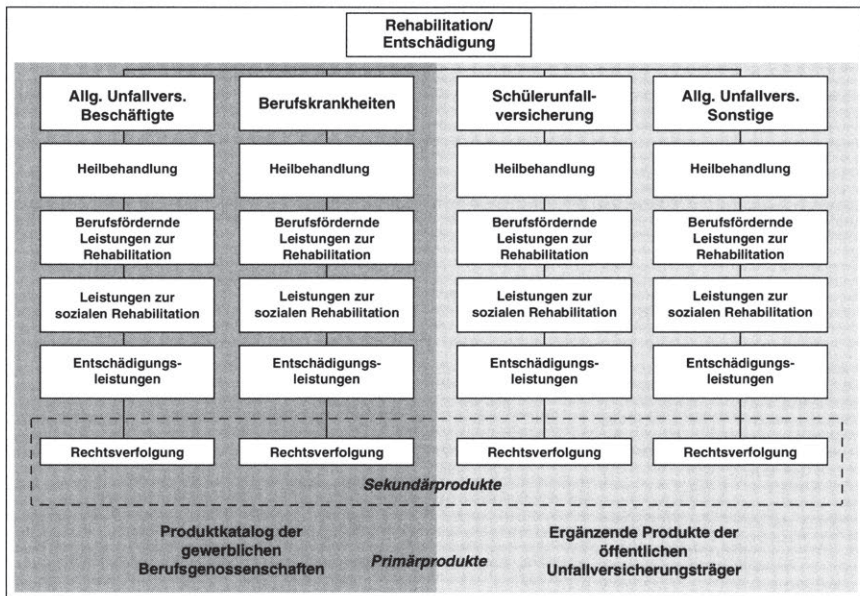 Rehabilitation/
Entschädigung
Allg. Unfallvers.
Beschäftigte
Berufskrankheiten
Schülerunfall-
versicherung
Allg. Unfallvers.
Sonstige
Heilbehandlung
Heilbehandlung
Heilbehandlung
Heilbehandlung
Berufsfördernde
Leistungen zur
Rehabilitation
Berufsfördernde
Leistungen zur
Rehabilitation
Berufsfördernde
Leistungen zur
Rehabilitation
Berufsfördernde
Leistungen zur
Rehabilitation
Leistungen zur
sozialen Rehabilitation
Leistungen zur
sozialen Rehabilitation
Leistungen zur
sozialen Rehabilitation
Leistungen zur
sozialen Rehabilitation
Entschädigungs-
leistungen
Entschädigungs-
leistungen
Entschädigungs-
leistungen
Entschädigungs-
leistungen
Rechtsverfolgung
Rechtsverfolgung
Rechtsverfolgung
Rechtsverfolgung
Sekundärprodukte
Produktkatalog der
gewerblichen
Berufsgenossenschaften
Primärprodukte
Ergänzende Produkte der
öffentlichen
Unfallversicherungsträger